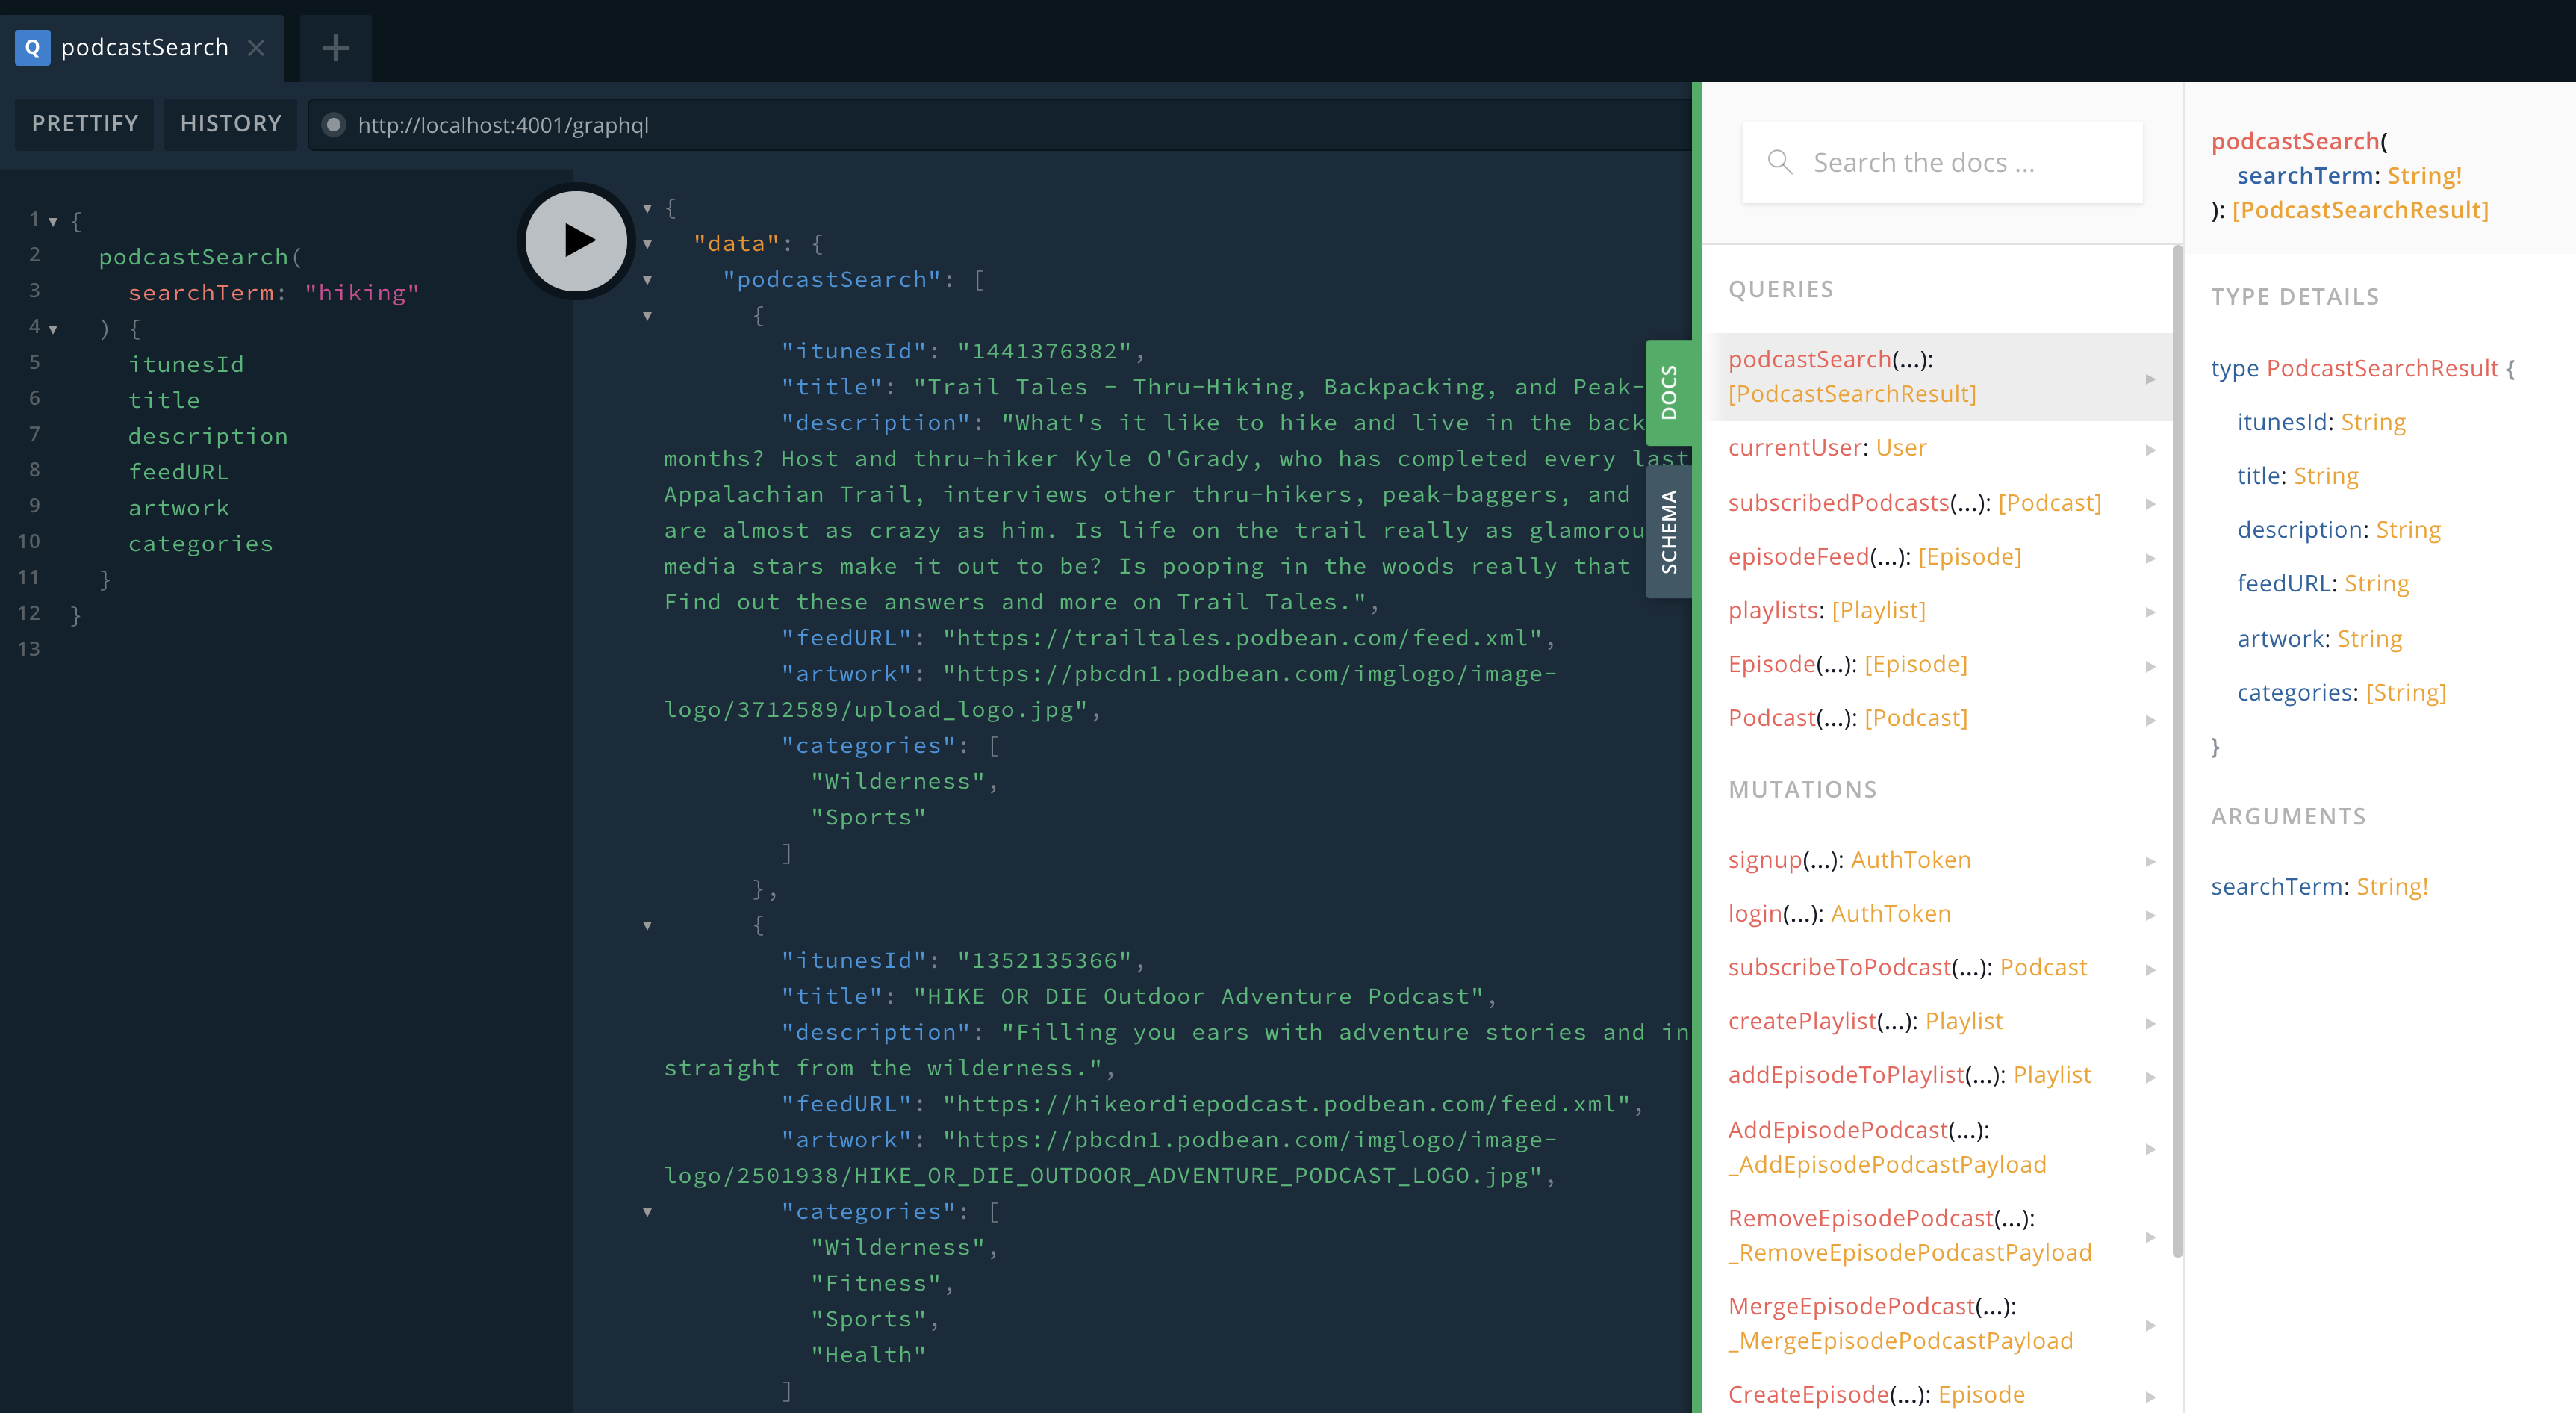 Q podcastSearch
PRETTIFY HISTORY http://localhost:4001/graphql
1 {
2 podcastSearch(
3 searchTerm: "hiking"
4 ) {
5 itunesId
6 title
7 description
8 feedURL
9 artwork
10 categories
11 }
12 }
13
{
"data": {
"podcastSearch": [
{
"itunesId": "1441376382",
"title": "Trail Tales - Thru-Hiking, Backpacking, and Peak-
"description": "What's it like to hike and live in the back
months? Host and thru-hiker Kyle O'Grady, who has completed every last
Appalachian Trail, interviews other thru-hikers, peak-baggers, and
are almost as crazy as him. Is life on the trail really as glamorou
media stars make it out to be? Is pooping in the woods really that
Find out these answers and more on Trail Tales.",
"feedURL": "https://trailtales.podbean.com/feed.xml",
"artwork": "https://pbcdn1.podbean.com/imglogo/image-
logo/3712589/upload_logo.jpg",
"categories": [
"Wilderness",
"Sports"
]
},
{
"itunesId": "1352135366",
"title": "HIKE OR DIE Outdoor Adventure Podcast",
"description": "Filling you ears with adventure stories and in
straight from the wilderness.",
"feedURL": "https://hikeordiepodcast.podbean.com/feed.xml",
"artwork": "https://pbcdn1.podbean.com/imglogo/image-
logo/2501938/HIKE_OR_DIE_OUTDOOR_ADVENTURE_PODCAST_LOGO.jpg",
"categories": [
"Wilderness",
"Fitness",
"Sports",
"Health"
]
DOCS
SCHEMA
Search the docs ...
QUERIES
podcastSearch(...):
[PodcastSearchResult]
currentUser: User
subscribedPodcasts(...): [Podcast]
episodeFeed(...): [Episode]
playlists: [Playlist]
Episode(...): [Episode]
Podcast(...): [Podcast]
MUTATIONS
signup(...): AuthToken
login(...): AuthToken
subscribeToPodcast(...): Podcast
createPlaylist(...): Playlist
addEpisodeToPlaylist(...): Playlist
AddEpisodePodcast(...):
_AddEpisodePodcastPayload
RemoveEpisodePodcast(...):
_RemoveEpisodePodcastPayload
MergeEpisodePodcast(...):
_MergeEpisodePodcastPayload
CreateEpisode(...): Episode
podcastSearch(
searchTerm: String!
): [PodcastSearchResult]
TYPE DETAILS
type PodcastSearchResult {
itunesId: String
title: String
description: String
feedURL: String
artwork: String
categories: [String]
}
ARGUMENTS
searchTerm: String!